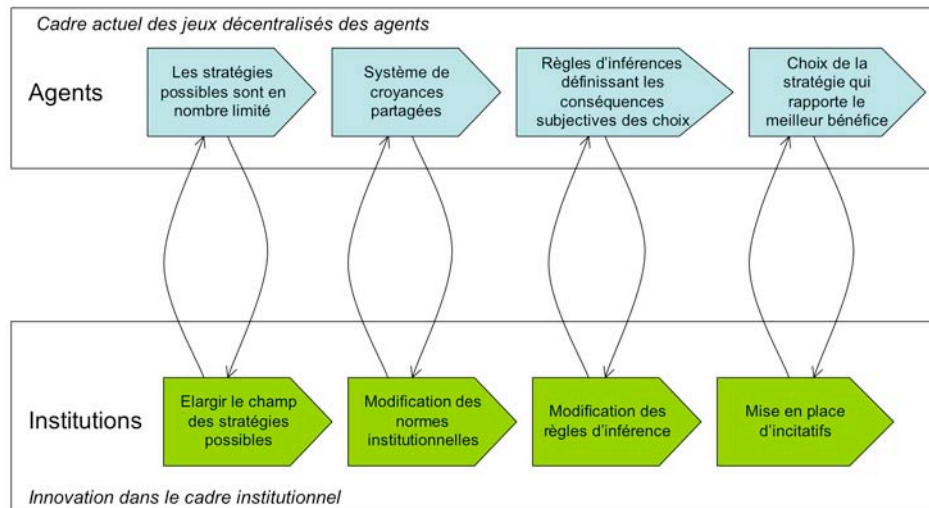 Cadre actuel des jeux décentralisés des agents
Agents
Les stratégies
possibles sont en
nombre limité
Système de
croyances
partagées
Règles d'inférences
définissant les
conséquences
subjectives des choix
Choix de la
stratégie qui
rapporte le
meilleur bénéfice
Institutions
Elargir le champ
des stratégies
possibles
Modification des
normes
institutionnelles
Modification des
règles d'inférence
Mise en place
d'incitatifs
Innovation dans le cadre institutionnel